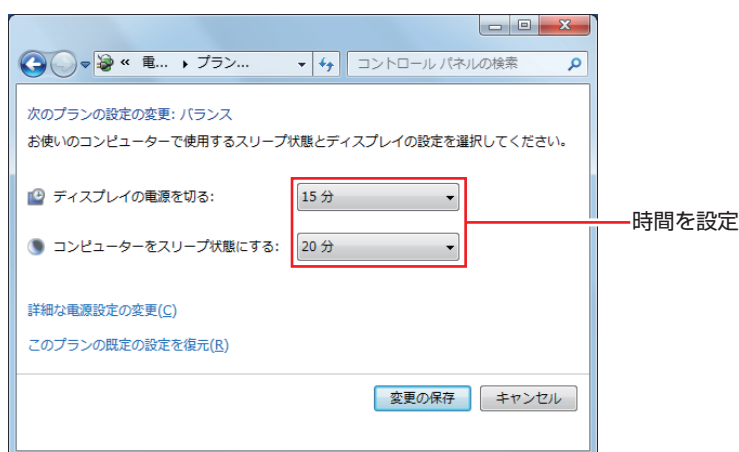 « 電... プラン... コントロール パネルの検索
次のプランの設定の変更: バランス
お使いのコンピューターで使用するスリープ状態とディスプレイの設定を選択してください。
ディスプレイの電源を切る: 15 分
時間を設定
コンピューターをスリープ状態にする: 20 分
詳細な電源設定の変更(C)
このプランの既定の設定を復元(R)
変更の保存 キャンセル